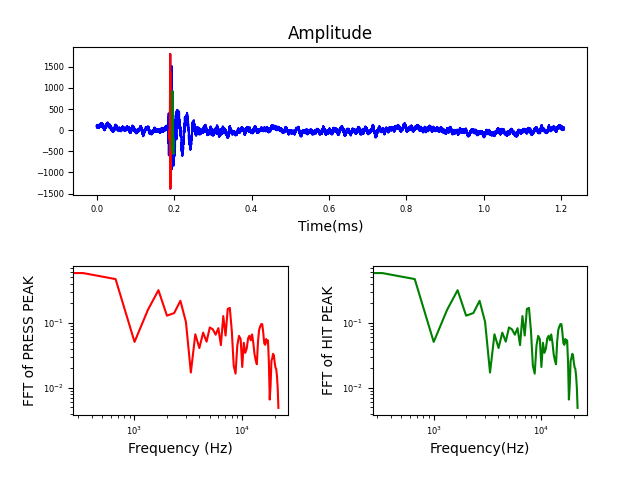 Amplitude
1500
1000
500
0
−500
−1000
−1500
0.0 0.2 0.4 0.6 0.8 1.0 1.2
Time(ms)
FFT of PRESS PEAK
10⁻¹
10⁻²
10³ 10⁴
Frequency (Hz)
FFT of HIT PEAK
10⁻¹
10⁻²
10³ 10⁴
Frequency(Hz)